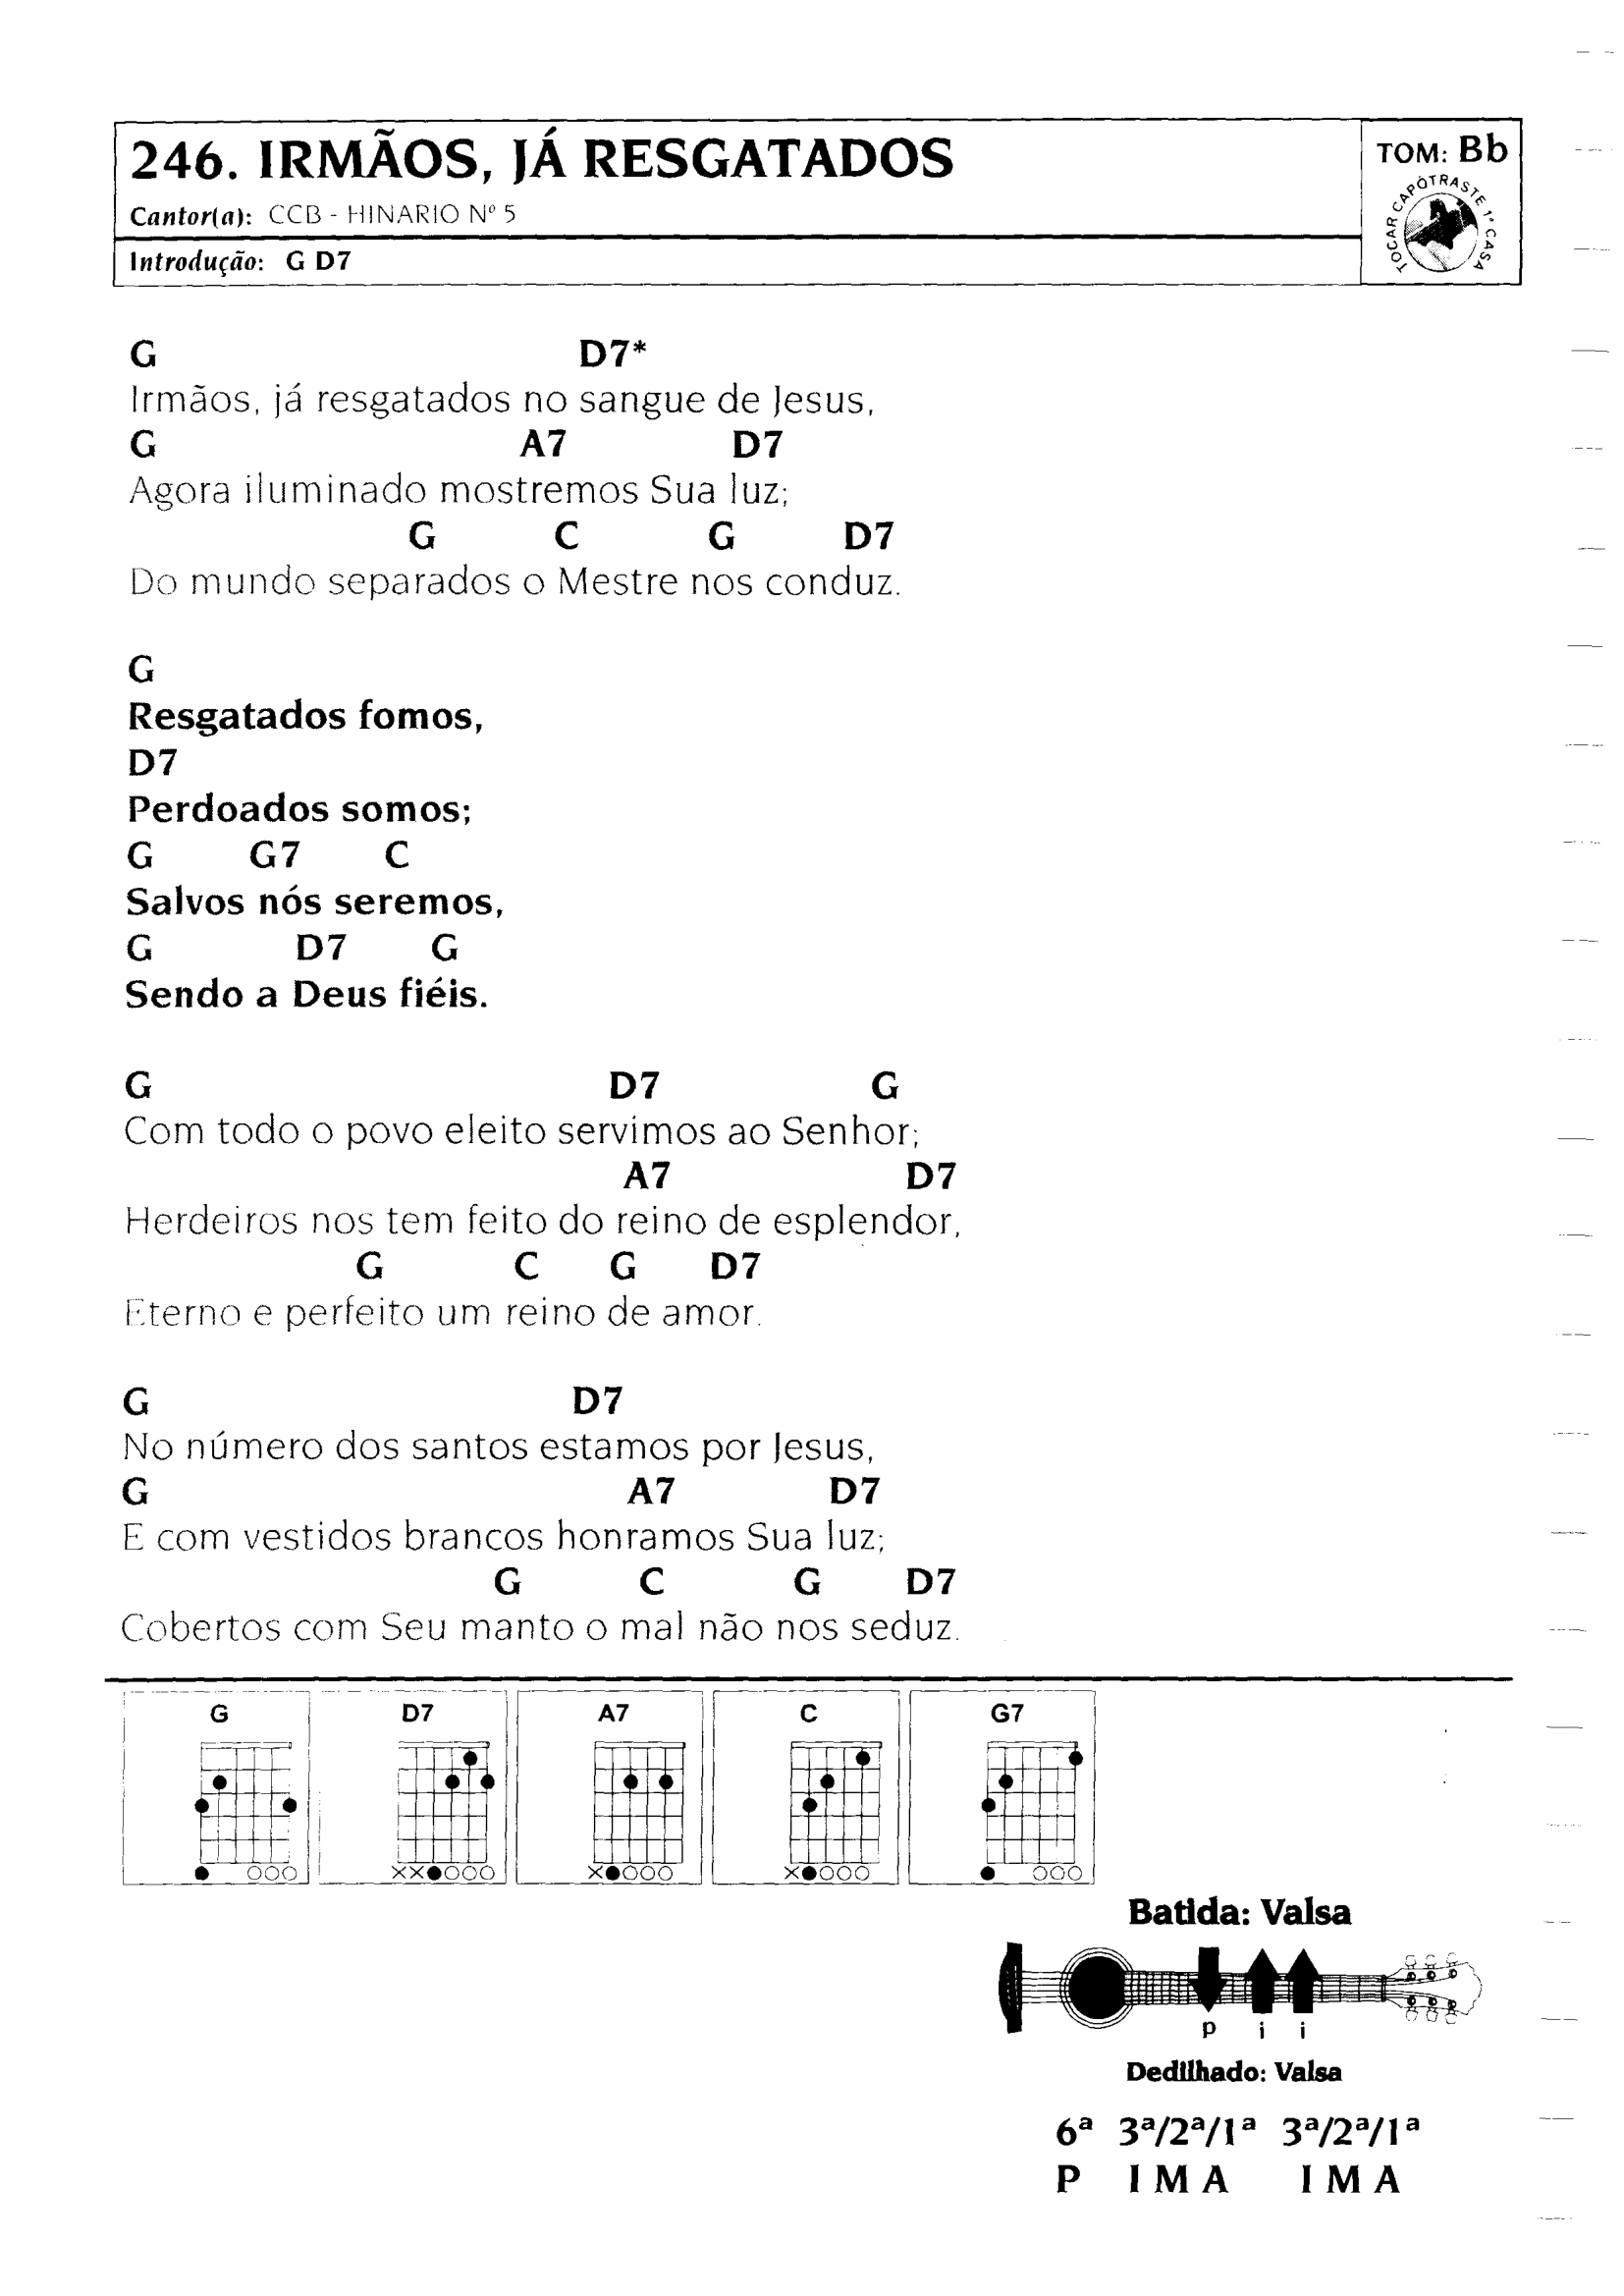 246. IRMÃOS, JÁ RESGATADOS
Cantor(a): CCB - HINARIO Nº 5
Introdução: G D7
TOM: Bb
TOCAR CAPÓTRASTE 1ª CASA
G D7*
Irmãos, já resgatados no sangue de Jesus,
G A7 D7
Agora iluminado mostremos Sua luz;
G C G D7
Do mundo separados o Mestre nos conduz.
G
Resgatados fomos,
D7
Perdoados somos;
G G7 C
Salvos nós seremos,
G D7 G
Sendo a Deus fiéis.
G D7 G
Com todo o povo eleito servimos ao Senhor;
A7 D7
Herdeiros nos tem feito do reino de esplendor,
G C G D7
Eterno e perfeito um reino de amor.
G D7
No número dos santos estamos por Jesus,
G A7 D7
E com vestidos brancos honramos Sua luz;
G C G D7
Cobertos com Seu manto o mal não nos seduz.
G D7 A7 C G7
Batida: Valsa
p i i
Dedilhado: Valsa
6ª 3ª/2ª/1ª 3ª/2ª/1ª
P I M A I M A